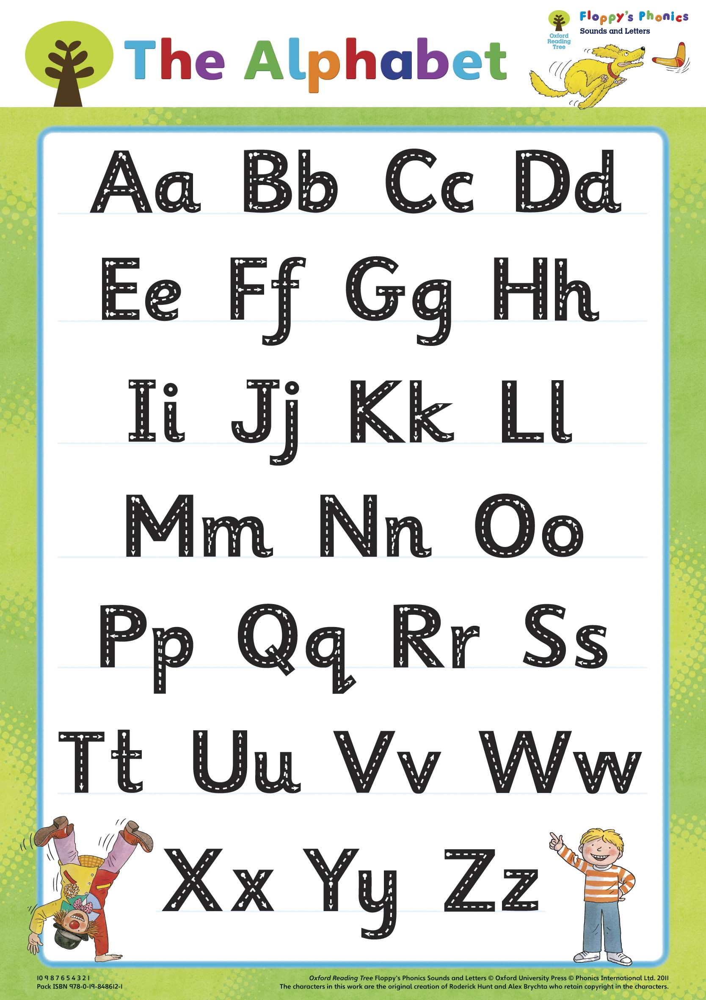 Floppy's Phonics
Sounds and Letters
Oxford
Reading
Tree
The Alphabet
Aa Bb Cc Dd
Ee Ff Gg Hh
Ii Jj Kk Ll
Mm Nn Oo
Pp Qq Rr Ss
Tt Uu Vv Ww
Xx Yy Zz
10 9 8 7 6 5 4 3 2 1
Pack ISBN 978-0-19-848612-1
Oxford Reading Tree Floppy's Phonics Sounds and Letters © Oxford University Press © Phonics International Ltd. 2011
The characters in this work are the original creation of Roderick Hunt and Alex Brychta who retain copyright in the characters.